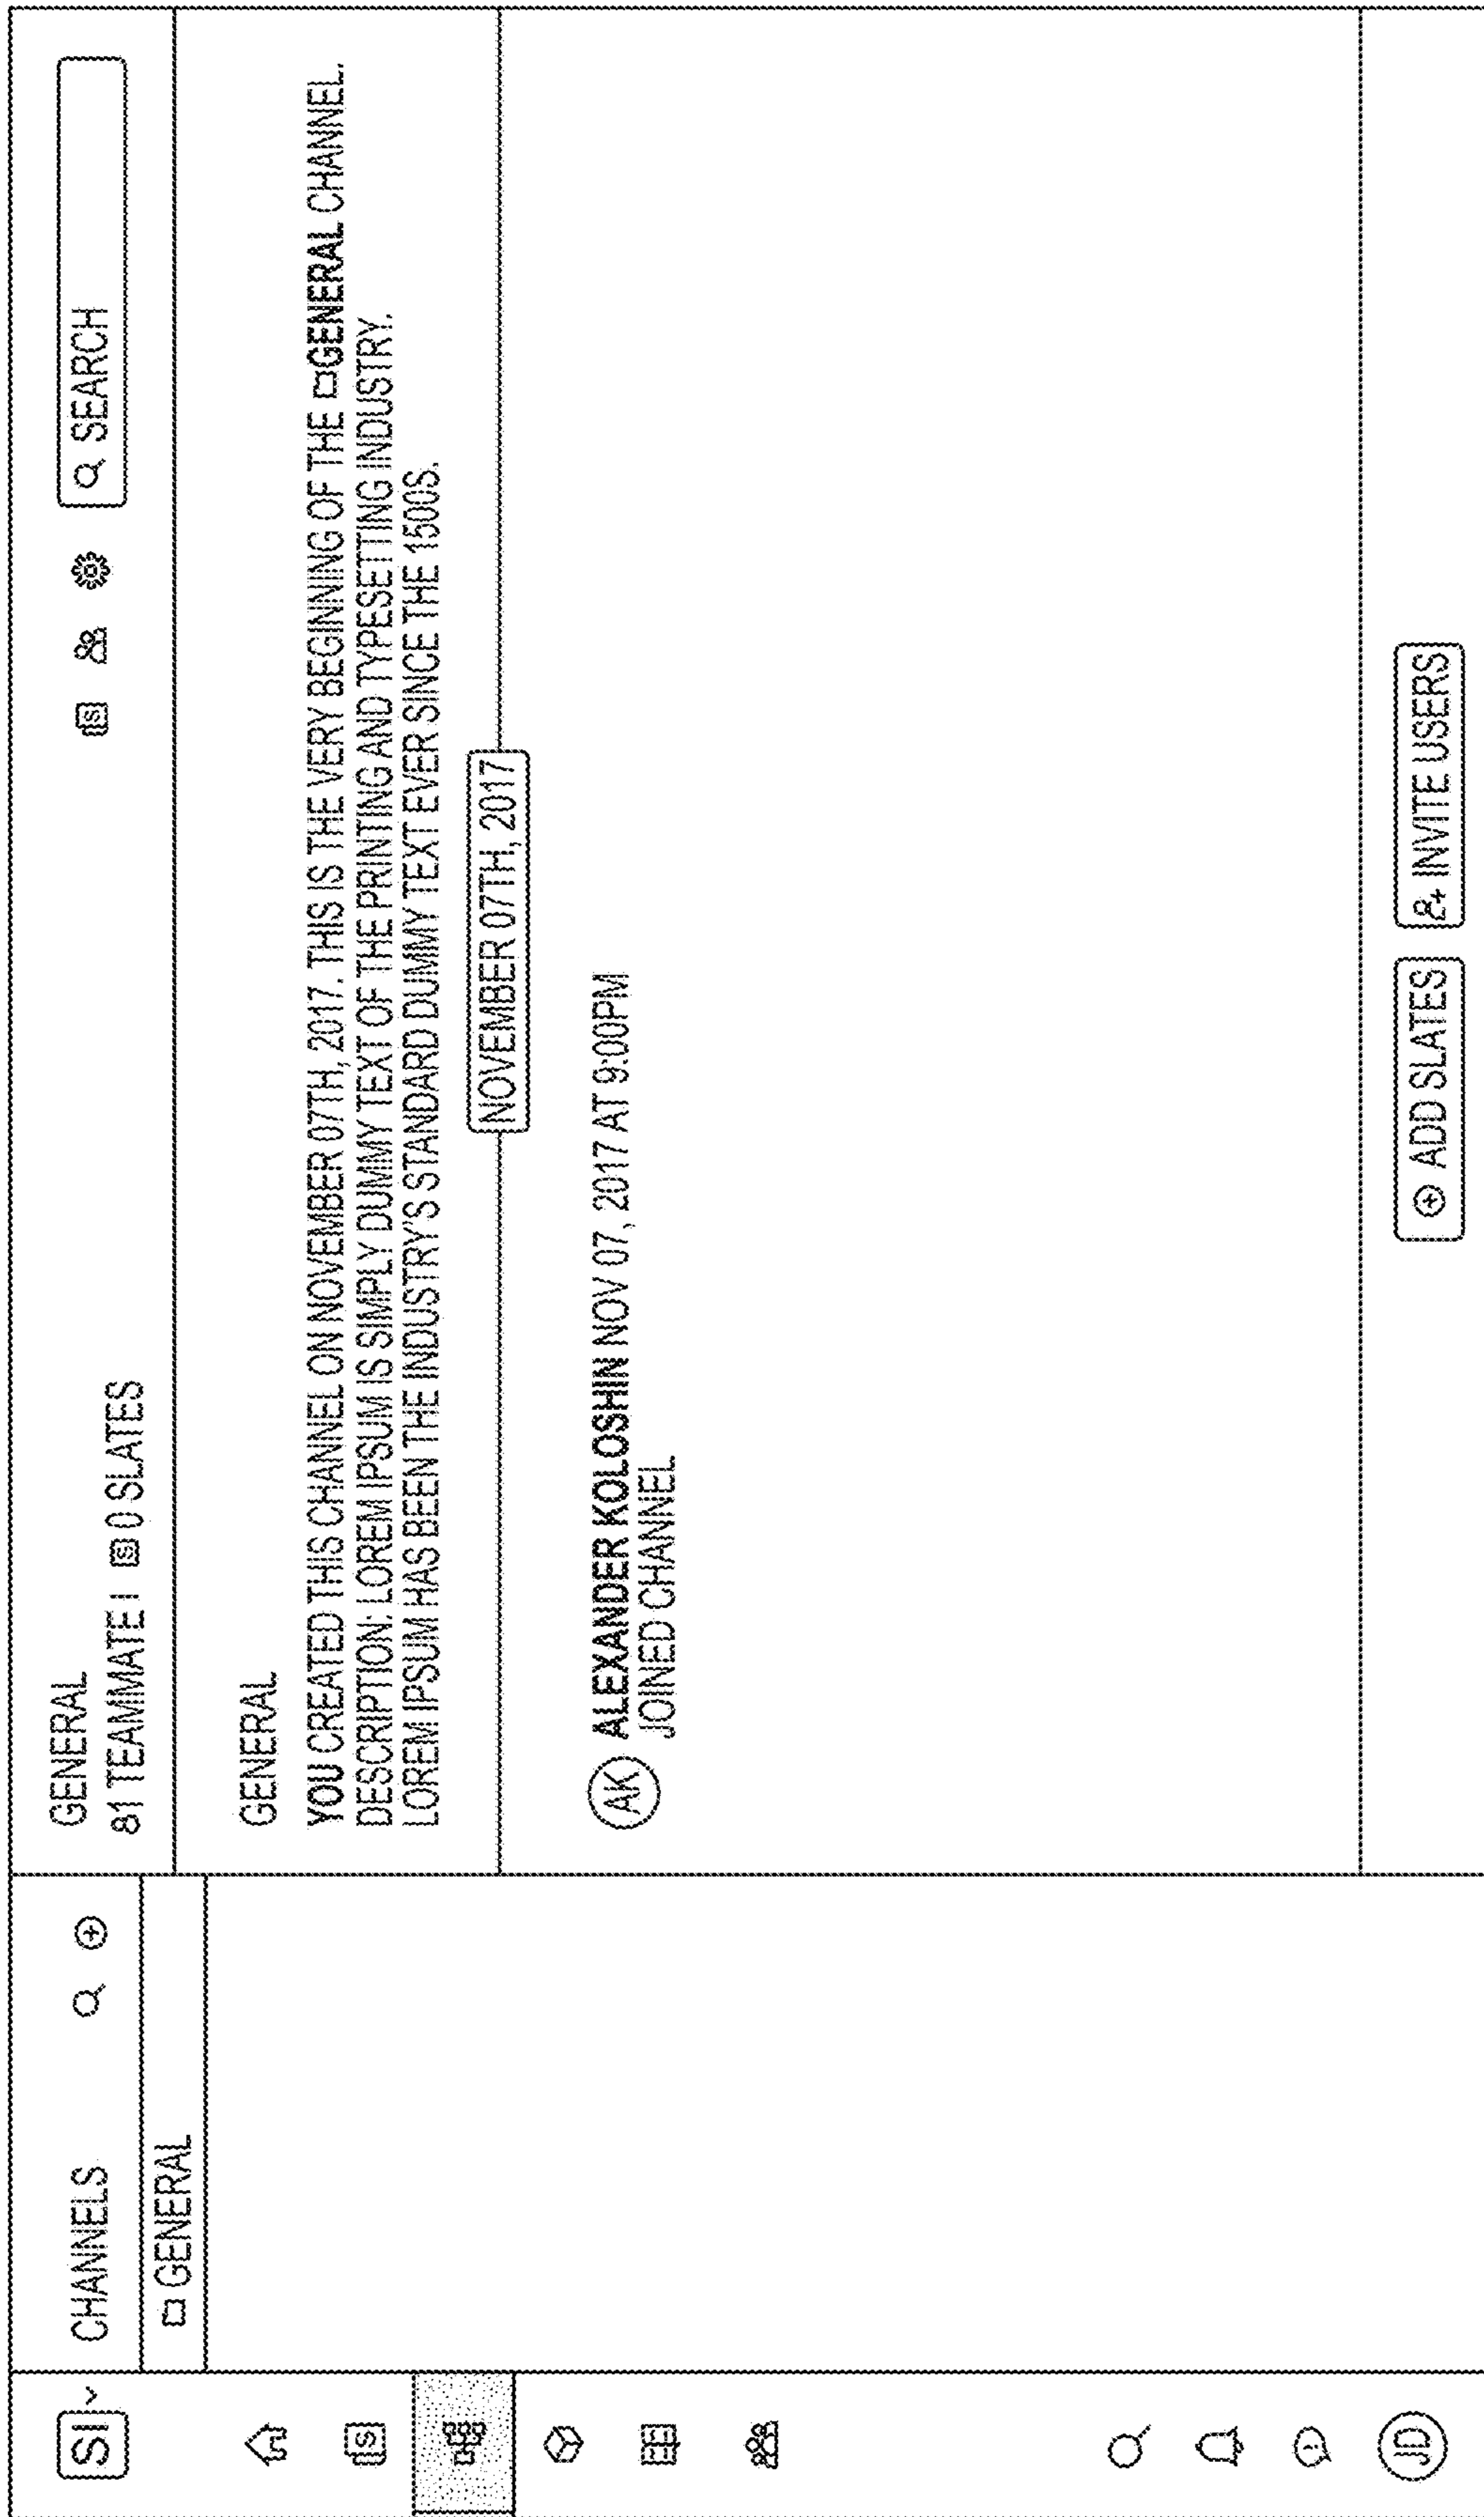 SI
CHANNELS
GENERAL
GENERAL
81 TEAMMATE I S 0 SLATES
SEARCH
GENERAL
YOU CREATED THIS CHANNEL ON NOVEMBER 07TH, 2017. THIS IS THE VERY BEGINNING OF THE GENERAL CHANNEL.
DESCRIPTION: LOREM IPSUM IS SIMPLY DUMMY TEXT OF THE PRINTING AND TYPESETTING INDUSTRY.
LOREM IPSUM HAS BEEN THE INDUSTRY'S STANDARD DUMMY TEXT EVER SINCE THE 1500S.
NOVEMBER 07TH, 2017
AK
ALEXANDER KOLOSHIN NOV 07, 2017 AT 9:00PM
JOINED CHANNEL
ADD SLATES
INVITE USERS
JD